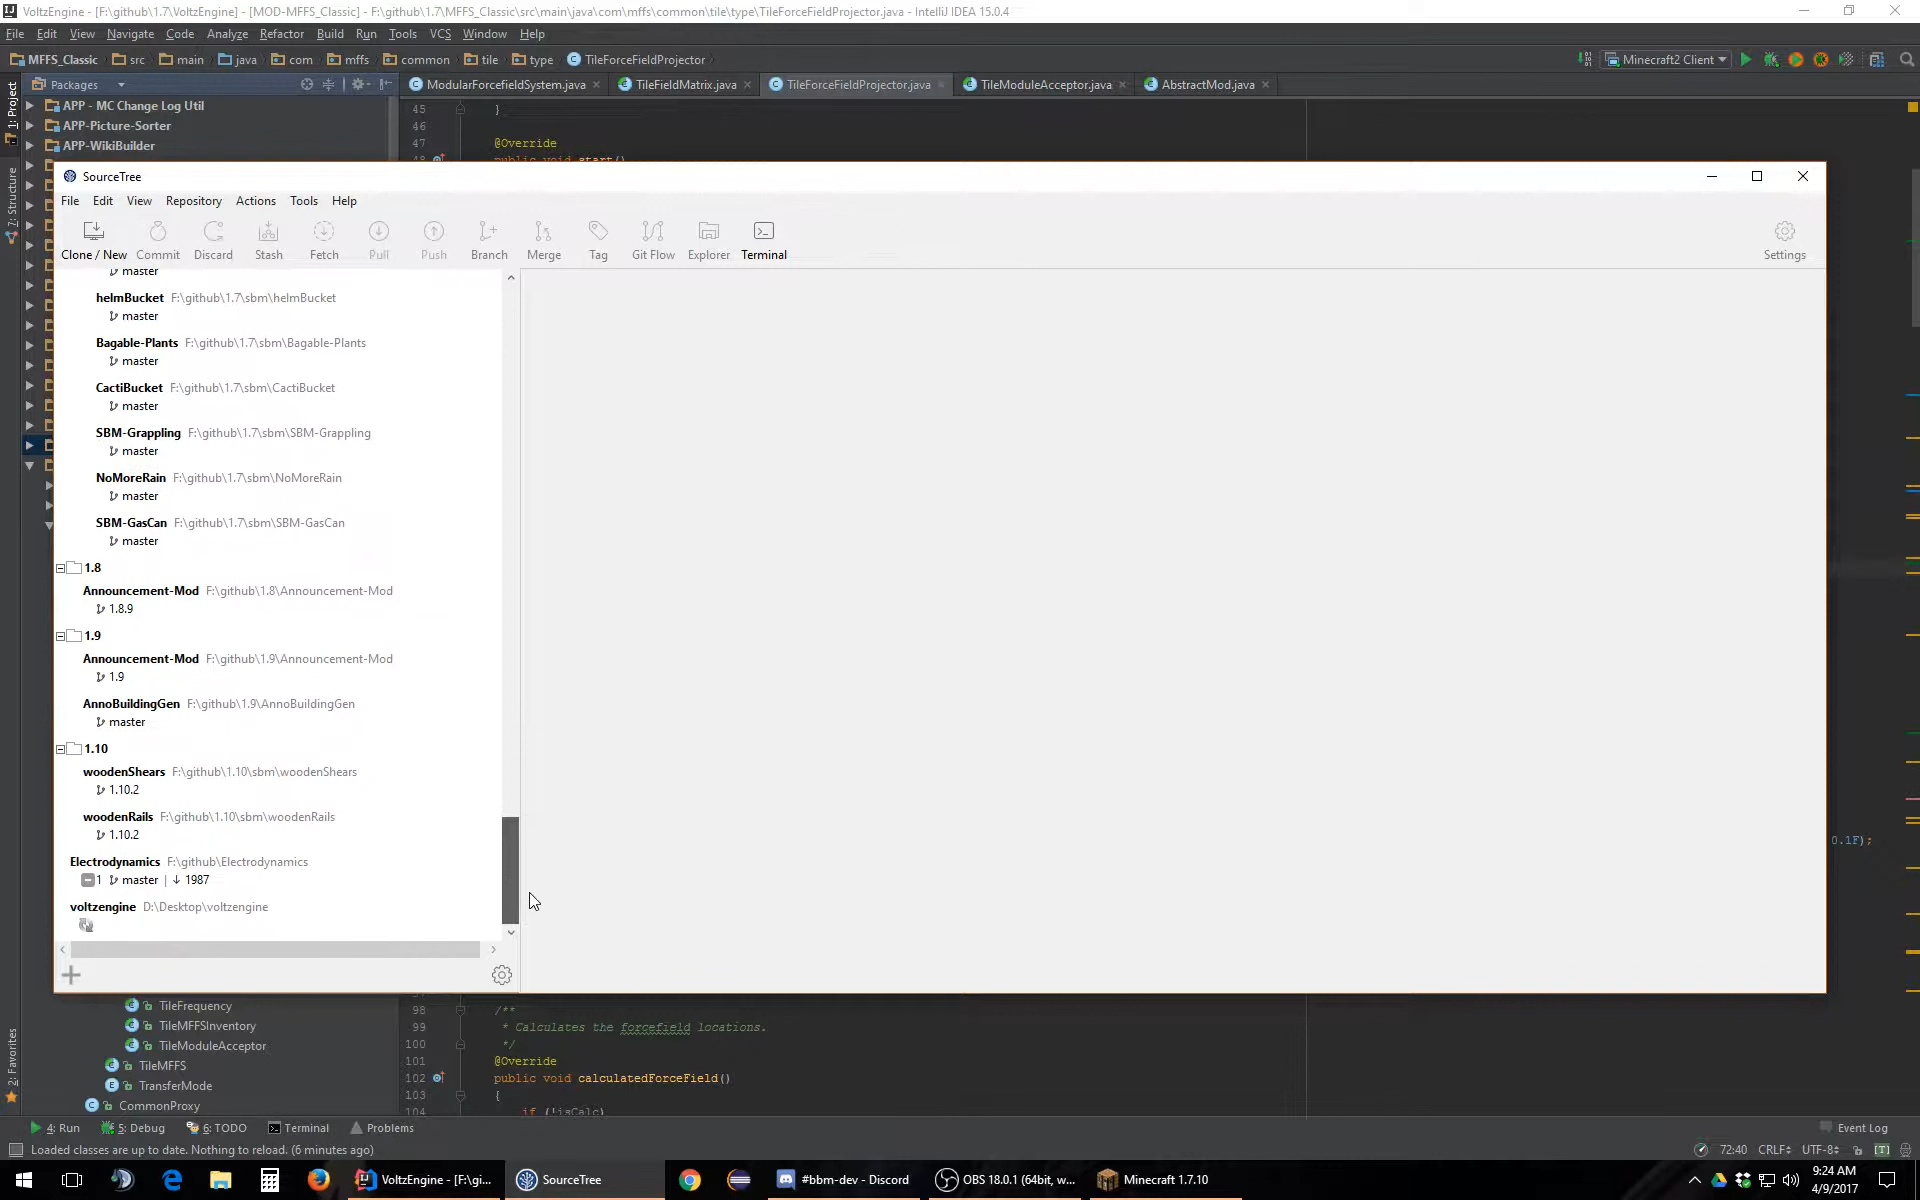 VoltzEngine - [F:\github\1.7\VoltzEngine] - [MOD-MFFS_Classic] - F:\github\1.7\MFFS_Classic\src\main\java\com\mffs\common\tile\type\TileForceFieldProjector.java - IntelliJ IDEA 15.0.4
File Edit View Navigate Code Analyze Refactor Build Run Tools VCS Window Help
MFFS_Classic src main java com mffs common tile type TileForceFieldProjector Minecraft2 Client
Packages ModularForcefieldSystem.java TileFieldMatrix.java TileForceFieldProjector.java TileModuleAcceptor.java AbstractMod.java
1: Project
7: Structure
2: Favorites
APP - MC Change Log Util
APP-Picture-Sorter
APP-WikiBuilder
45 }
46
47 @Override
48 public void start()
SourceTree
File Edit View Repository Actions Tools Help
Clone / New Commit Discard Stash Fetch Pull Push Branch Merge Tag Git Flow Explorer Terminal Settings
master
helmBucket F:\github\1.7\sbm\helmBucket
master
Bagable-Plants F:\github\1.7\sbm\Bagable-Plants
master
CactiBucket F:\github\1.7\sbm\CactiBucket
master
SBM-Grappling F:\github\1.7\sbm\SBM-Grappling
master
NoMoreRain F:\github\1.7\sbm\NoMoreRain
master
SBM-GasCan F:\github\1.7\sbm\SBM-GasCan
master
1.8
Announcement-Mod F:\github\1.8\Announcement-Mod
1.8.9
1.9
Announcement-Mod F:\github\1.9\Announcement-Mod
1.9
AnnoBuildingGen F:\github\1.9\AnnoBuildingGen
master
1.10
woodenShears F:\github\1.10\sbm\woodenShears
1.10.2
woodenRails F:\github\1.10\sbm\woodenRails
1.10.2
0.1F);
Electrodynamics F:\github\Electrodynamics
1 master | ↓ 1987
voltzengine D:\Desktop\voltzengine
TileFrequency
TileMFFSInventory
TileModuleAcceptor
TileMFFS
TransferMode
CommonProxy
98 /**
99 * Calculates the forcefield locations.
100 */
101 @Override
102 public void calculatedForceField()
103 {
104 if (!isCalc)
4: Run 5: Debug 6: TODO Terminal Problems Event Log
Loaded classes are up to date. Nothing to reload. (6 minutes ago) 72:40 CRLF UTF-8 [T]
VoltzEngine - [F:\gi... SourceTree #bbm-dev - Discord OBS 18.0.1 (64bit, w... Minecraft 1.7.10
9:24 AM
4/9/2017